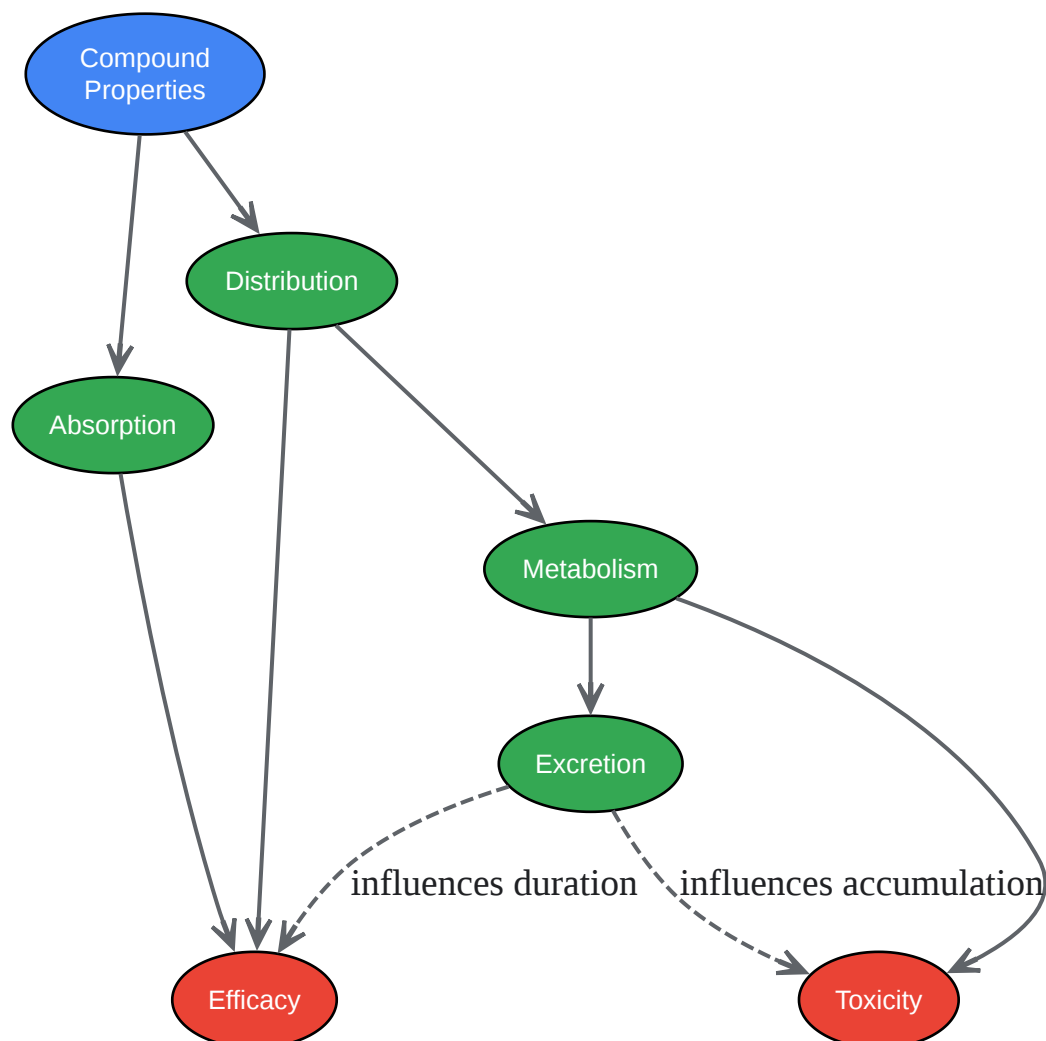 Compound
Properties
Distribution
Absorption
Metabolism
Excretion
influences duration
influences accumulation
Efficacy
Toxicity